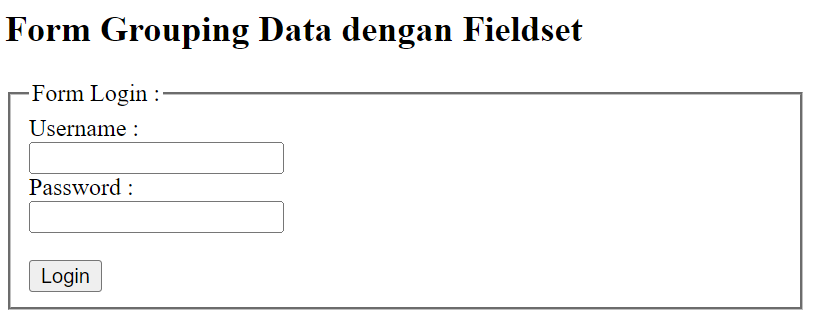 Form Grouping Data dengan Fieldset
Form Login :
Username :
Password :
Login